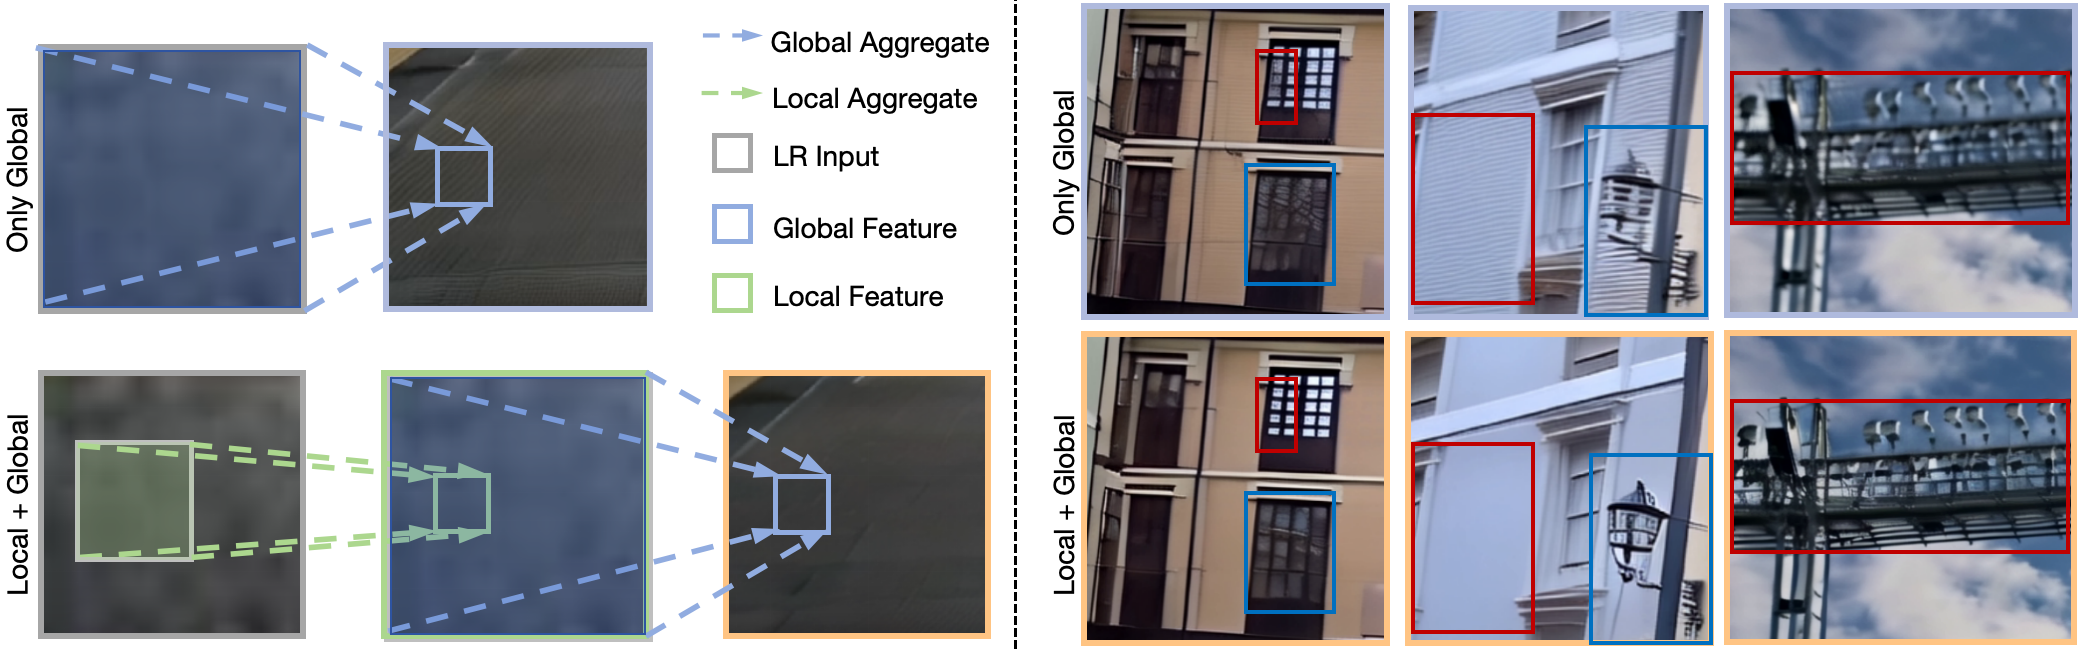 Only Global
Global Aggregate
Local Aggregate
LR Input
Global Feature
Local Feature
Local + Global
Only Global
Local + Global